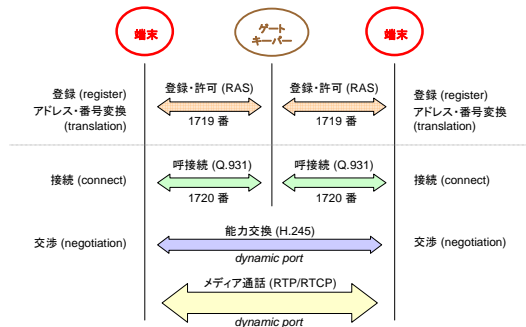 端末
ゲート
キーパー
端末
登録 (register)
アドレス・番号変換
(translation)
登録・許可 (RAS)
1719 番
登録・許可 (RAS)
1719 番
登録 (register)
アドレス・番号変換
(translation)
接続 (connect)
呼接続 (Q.931)
1720 番
呼接続 (Q.931)
1720 番
接続 (connect)
交渉 (negotiation)
能力交換 (H.245)
dynamic port
交渉 (negotiation)
メディア通話 (RTP/RTCP)
dynamic port